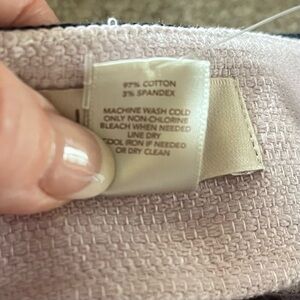 97% COTTON
3% SPANDEX
MACHINE WASH COLD
ONLY NON-CHLORINE
BLEACH WHEN NEEDED
LINE DRY
COOL IRON IF NEEDED
OR DRY CLEAN